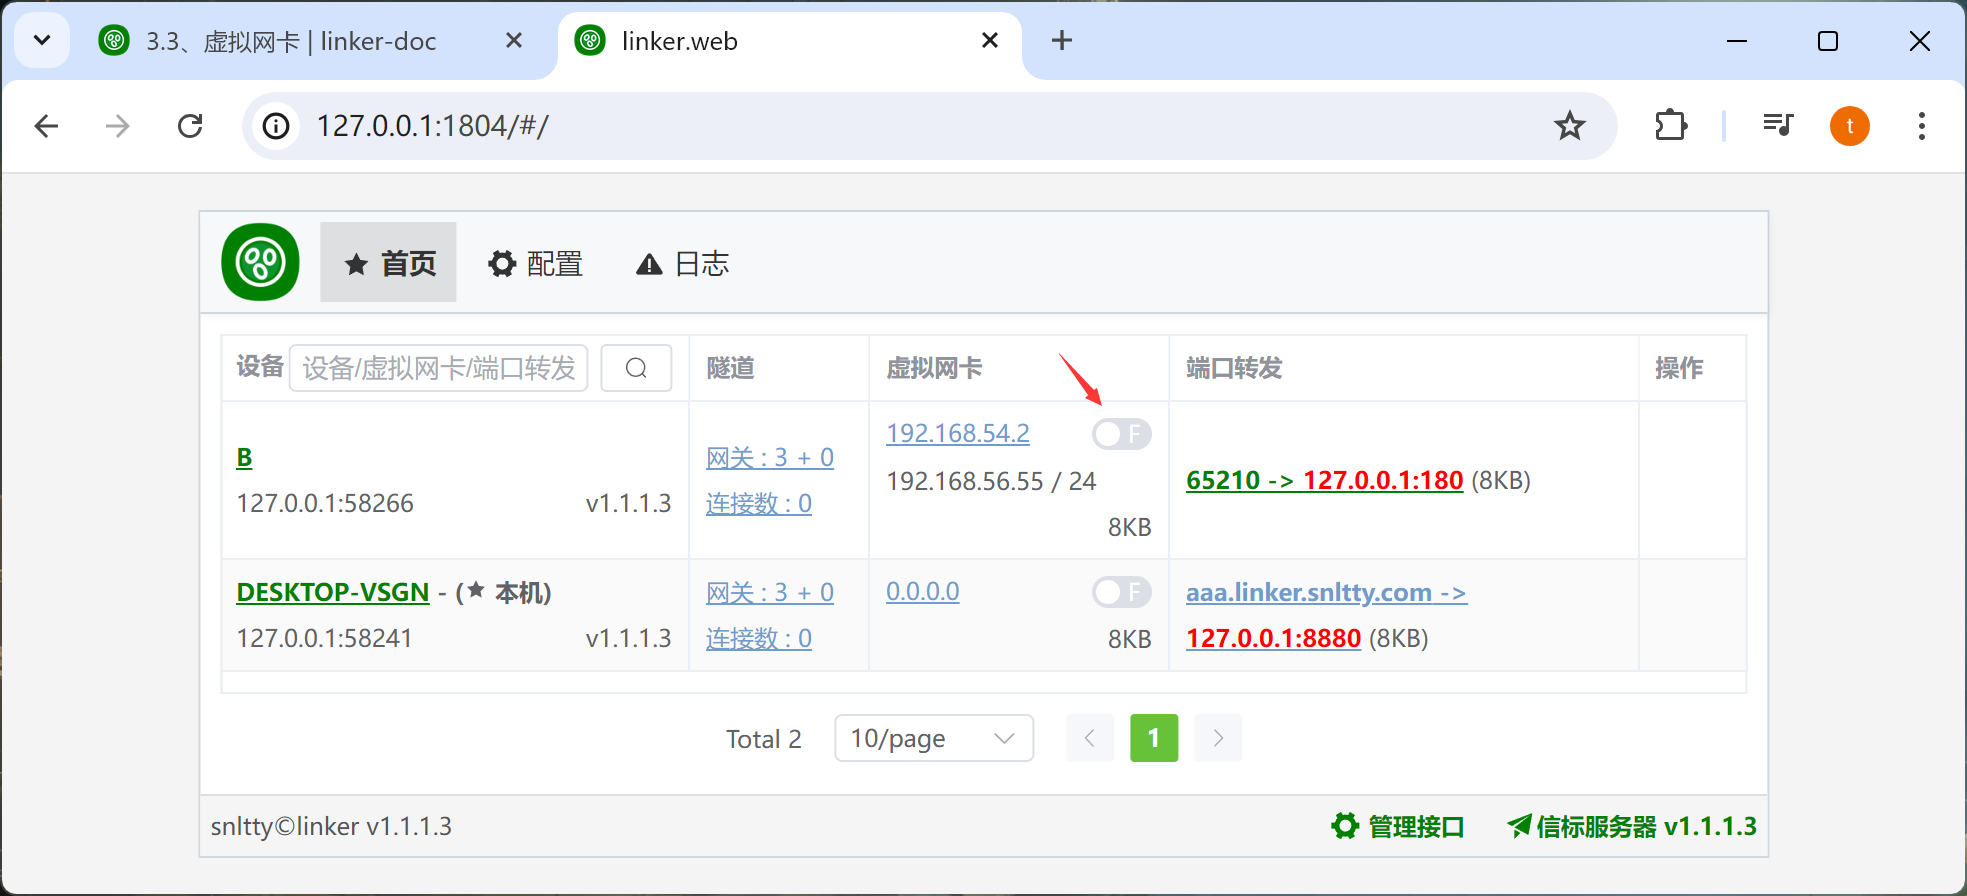 3.3、虚拟网卡 | linker-doc
linker.web
127.0.0.1:1804/#/
t
首页
配置
日志
设备
设备/虚拟网卡/端口转发
隧道
虚拟网卡
端口转发
操作
B
127.0.0.1:58266
v1.1.1.3
网关 : 3 + 0
连接数 : 0
192.168.54.2
F
192.168.56.55 / 24
8KB
65210 -> 127.0.0.1:180 (8KB)
DESKTOP-VSGN - (★ 本机)
127.0.0.1:58241
v1.1.1.3
网关 : 3 + 0
连接数 : 0
0.0.0.0
F
8KB
aaa.linker.snltty.com ->
127.0.0.1:8880 (8KB)
Total 2
10/page
1
snltty©linker v1.1.1.3
管理接口
信标服务器 v1.1.1.3